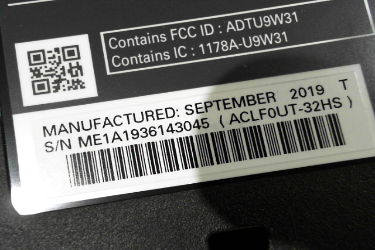 Contains FCC ID : ADTU9W31
Contains IC : 1178A-U9W31
MANUFACTURED: SEPTEMBER 2019 T
S/N ME1A1936143045 ( ACLF0UT-32HS )